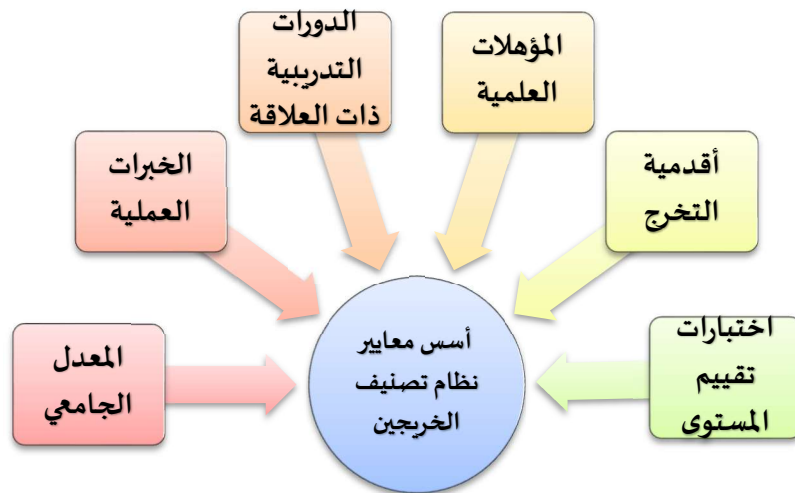 الدورات
التدريبية
ذات العلاقة
المؤهلات
العلمية
الخبرات
العملية
أقدمية
التخرج
المعدل
الجامعي
أسس معايير
نظام تصنيف
الخريجين
اختبارات
تقييم
المستوى